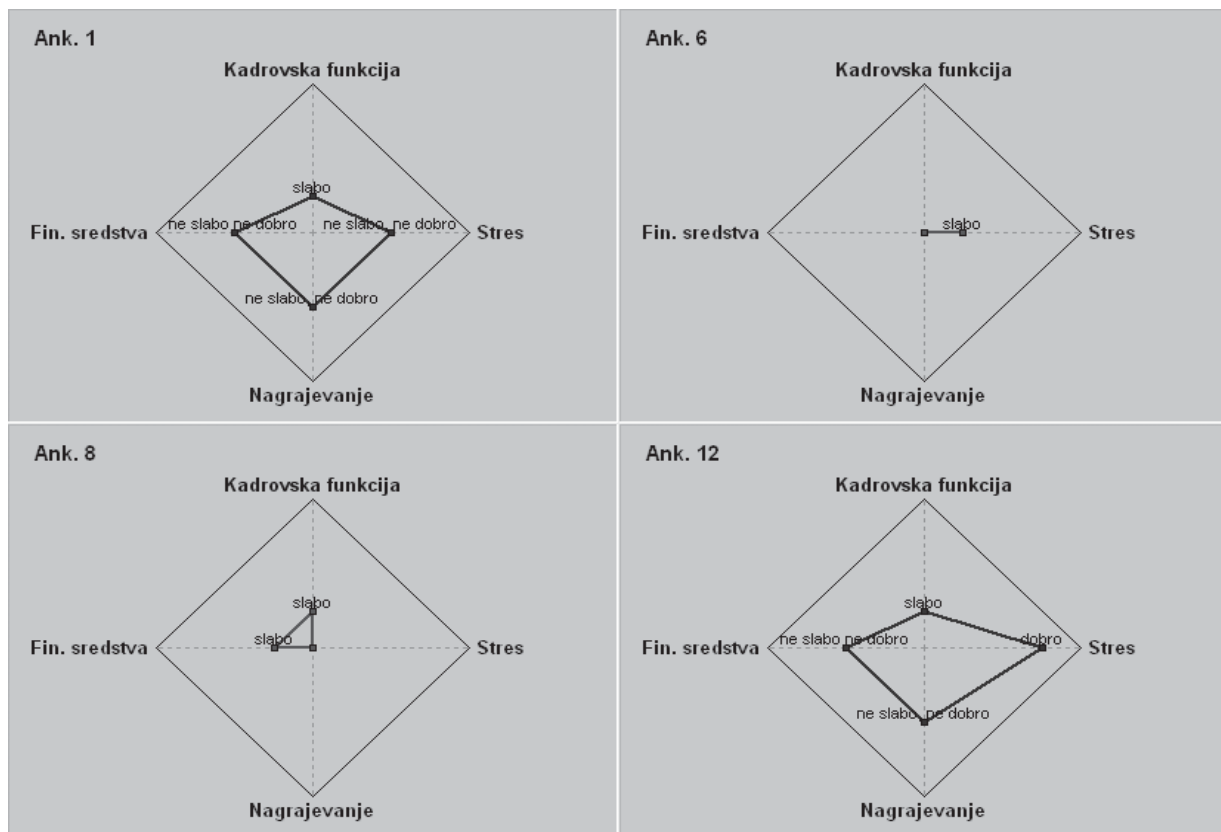 Ank. 1
Kadrovska funkcija
slabo
ne slabo ne dobro
ne slabo ne dobro
Fin. sredstva
Stres
ne slabo ne dobro
Nagrajevanje
Ank. 6
Kadrovska funkcija
slabo
Fin. sredstva
Stres
Nagrajevanje
Ank. 8
Kadrovska funkcija
slabo
slabo
Fin. sredstva
Stres
Nagrajevanje
Ank. 12
Kadrovska funkcija
slabo
ne slabo ne dobro
dobro
Fin. sredstva
Stres
ne slabo ne dobro
Nagrajevanje